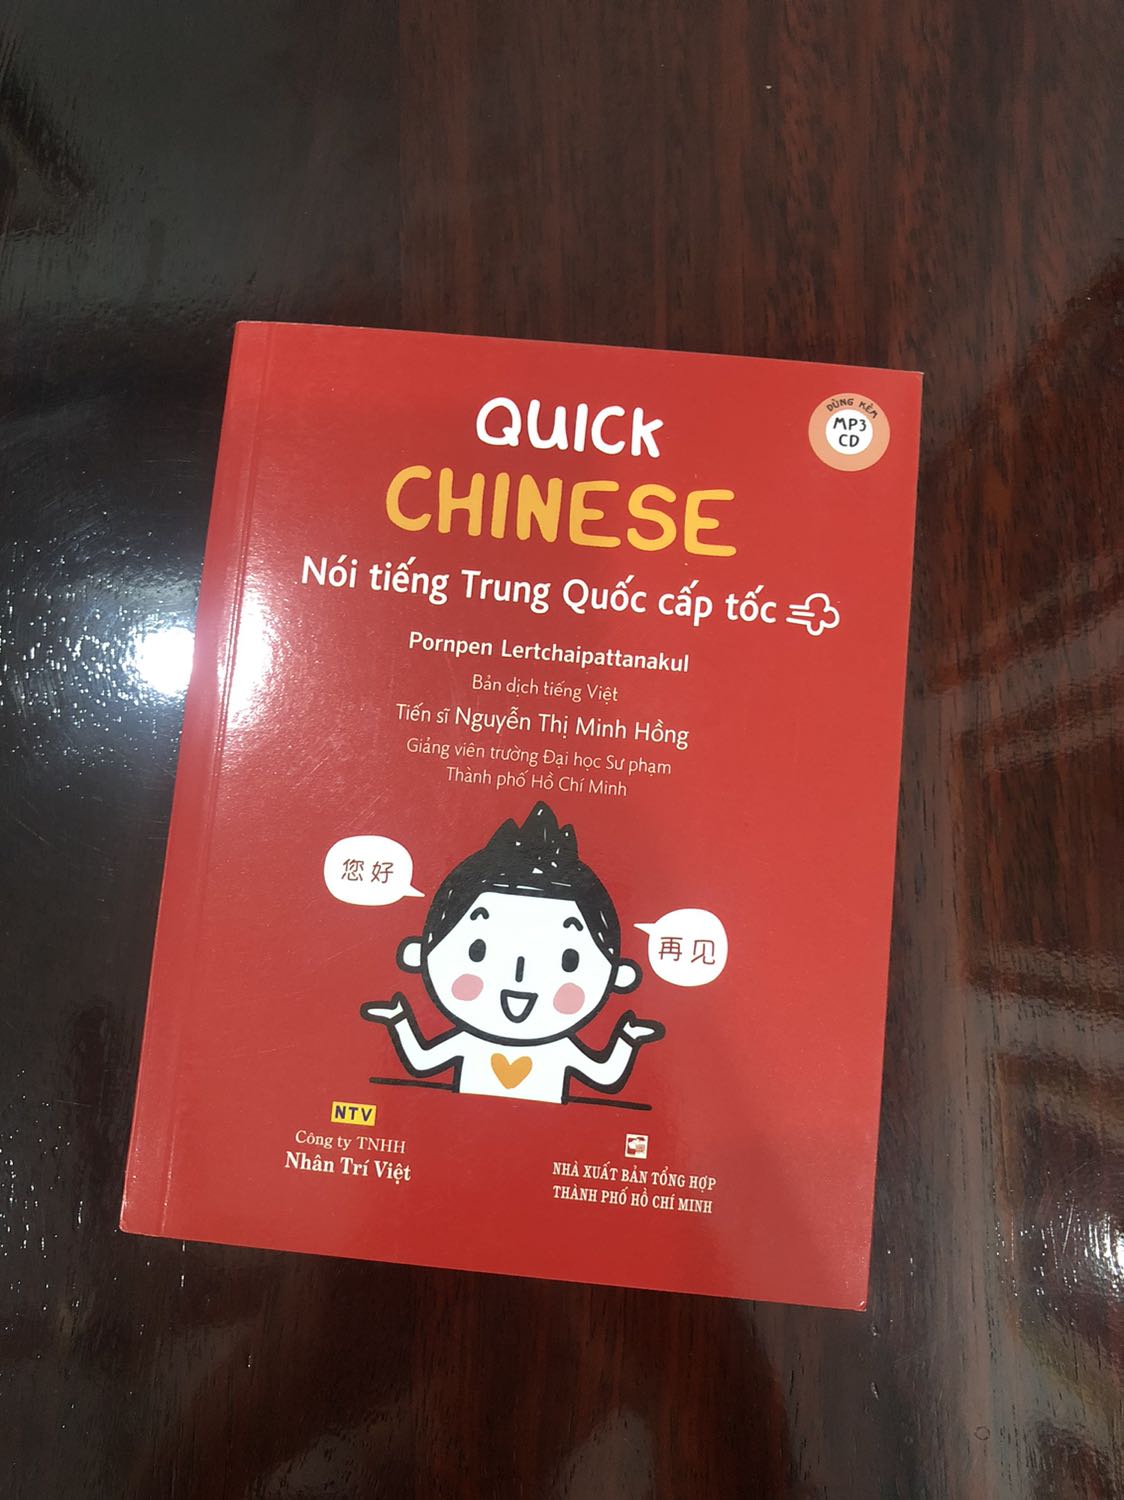 QUICK
CHINESE
DÙNG KÈM
MP3
CD
Nói tiếng Trung Quốc cấp tốc
Pornpen Lertchaipattanakul
Bản dịch tiếng Việt
Tiến sĩ Nguyễn Thị Minh Hồng
Giảng viên trường Đại học Sư phạm
Thành phố Hồ Chí Minh
您好
再见
NTV
Công ty TNHH
Nhân Trí Việt
NHÀ XUẤT BẢN TỔNG HỢP
THÀNH PHỐ HỒ CHÍ MINH